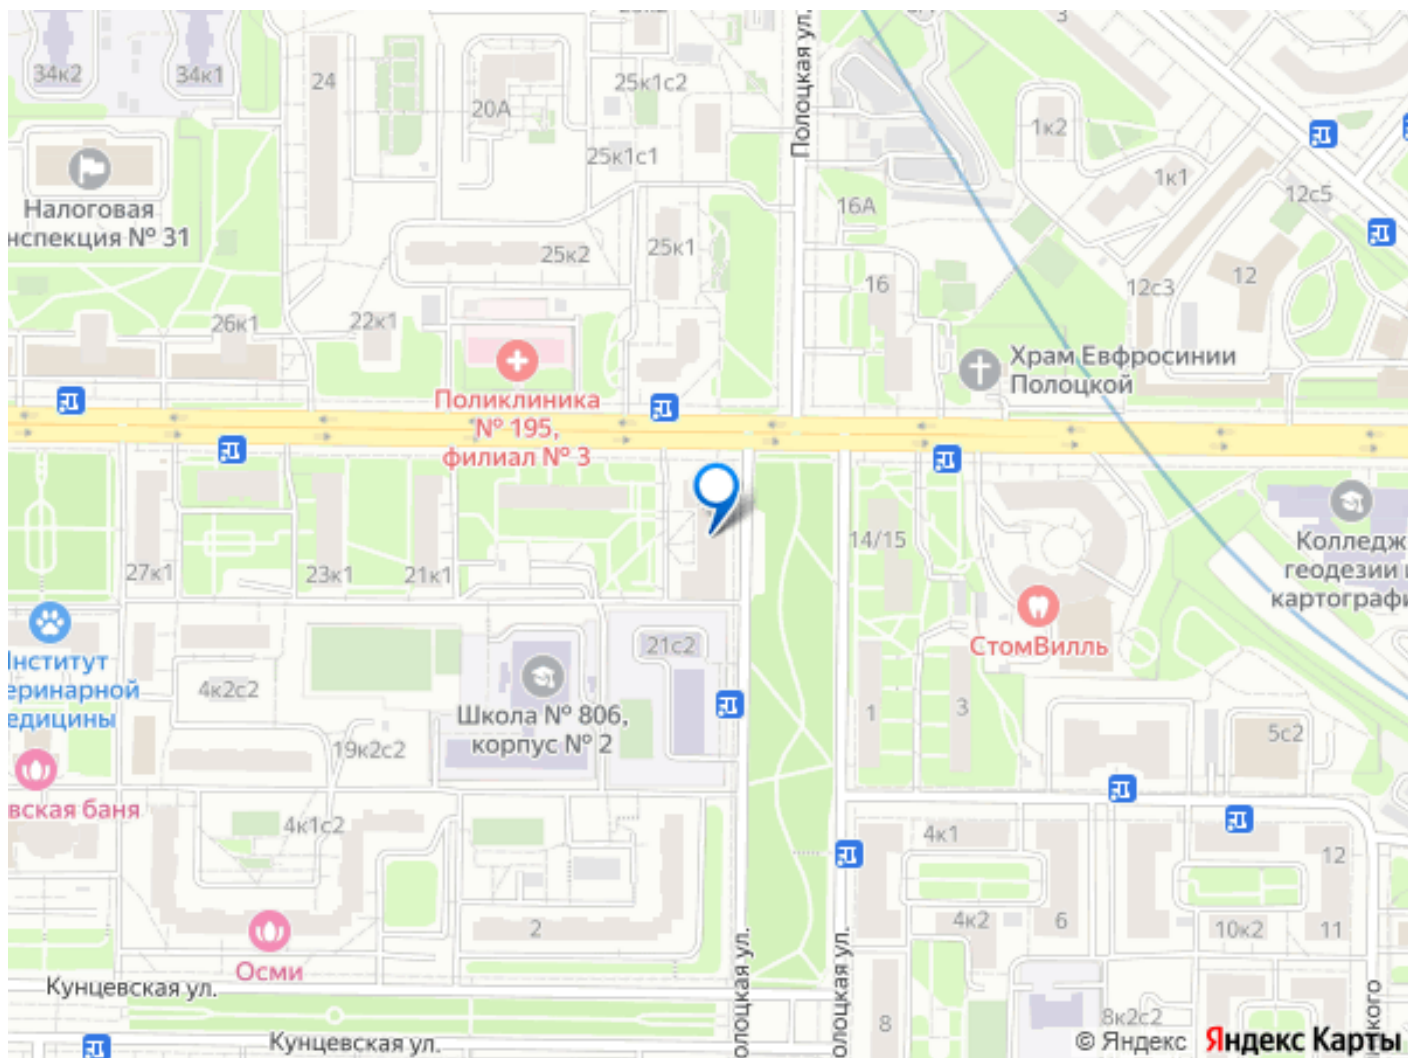 Полоцкая ул.
34к2
34к1
24
20А
25к1с2
25к1с1
1к2
3
1к1
12с5
16А
Налоговая
нспекция № 31
25к2
25к1
16
12с3
12
26к1
22к1
Храм Евфросинии
Полоцкой
Поликлиника
№ 195,
филиал № 3
27к1
23к1
21к1
14/15
Колледж
геодезии и
картографи
СтомВилль
нститут
еринарной
едицины
4к2с2
21с2
Школа № 806,
корпус № 2
1
3
5с2
19к2с2
вская баня
4к1с2
4к1
12
2
4к2
6
10к2
11
Осми
Кунцевская ул.
Кунцевская ул.
олоцкая ул.
олоцкая ул.
8
8к2с2
цкого
© Яндекс Яндекс Карты